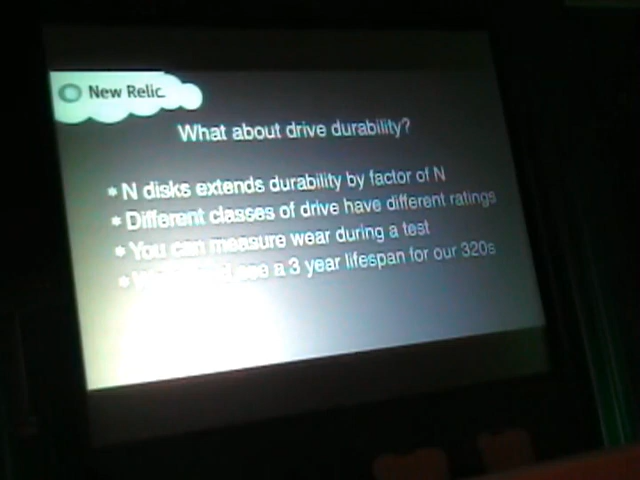 New Relic
What about drive durability?
* N disks extends durability by factor of N
* Different classes of drive have different ratings
* You can measure wear during a test
* a 3 year lifespan for our 320s